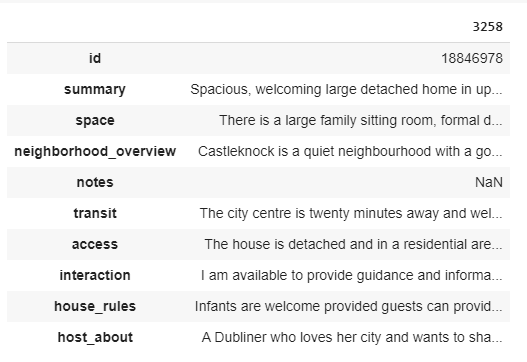 3258
id 18846978
summary Spacious, welcoming large detached home in up...
space There is a large family sitting room, formal d...
neighborhood_overview Castleknock is a quiet neighbourhood with a go...
notes NaN
transit The city centre is twenty minutes away and wel...
access The house is detached and in a residential are...
interaction I am available to provide guidance and informa...
house_rules Infants are welcome provided guests can provid...
host_about A Dubliner who loves her city and wants to sha...